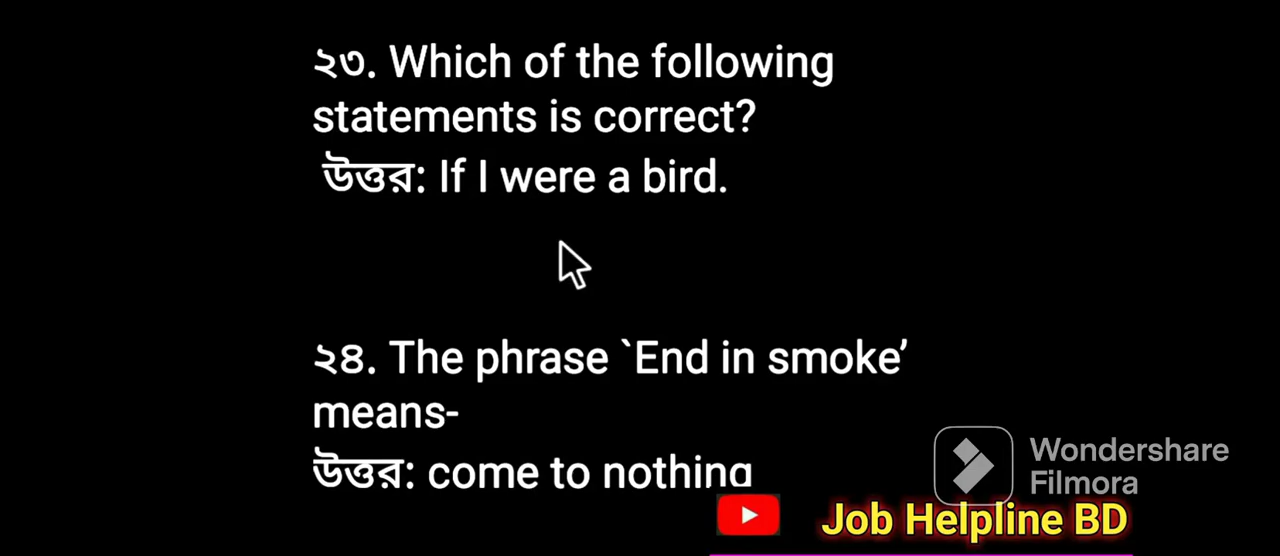 ২৩. Which of the following
statements is correct?
উত্তর: If I were a bird.
২৪. The phrase `End in smoke’
means-
উত্তর: come to nothing
Wondershare
Filmora
Job Helpline BD